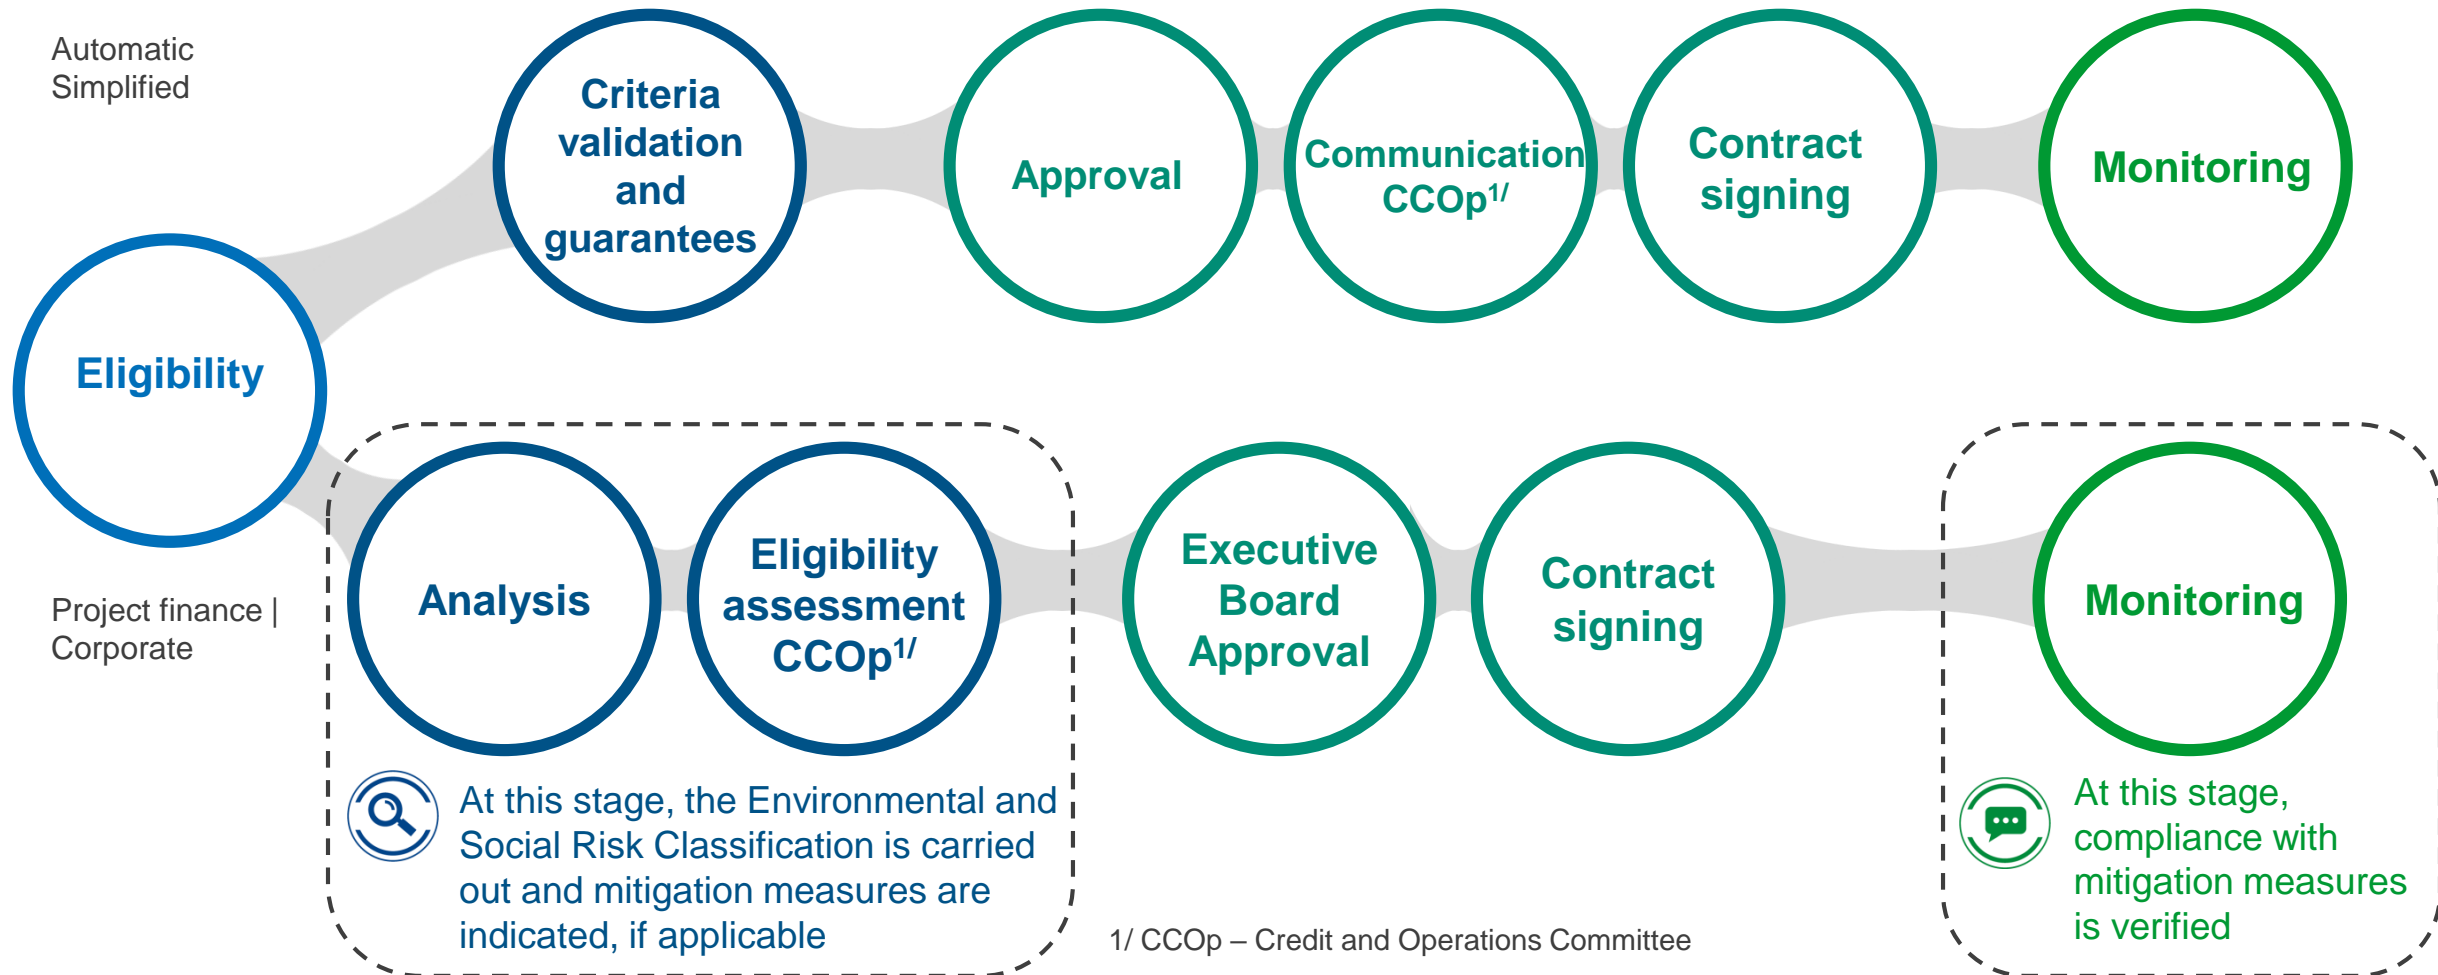 Automatic
Simplified
Criteria
validation
and
guarantees
Approval
Communication
CCOp1/
Contract
signing
Monitoring
Eligibility
Project finance |
Corporate
Analysis
Eligibility
assessment
CCOp1/
Executive
Board
Approval
Contract
signing
Monitoring
At this stage, the Environmental and
Social Risk Classification is carried
out and mitigation measures are
indicated, if applicable
At this stage,
compliance with
mitigation measures
is verified
1/ CCOp – Credit and Operations Committee